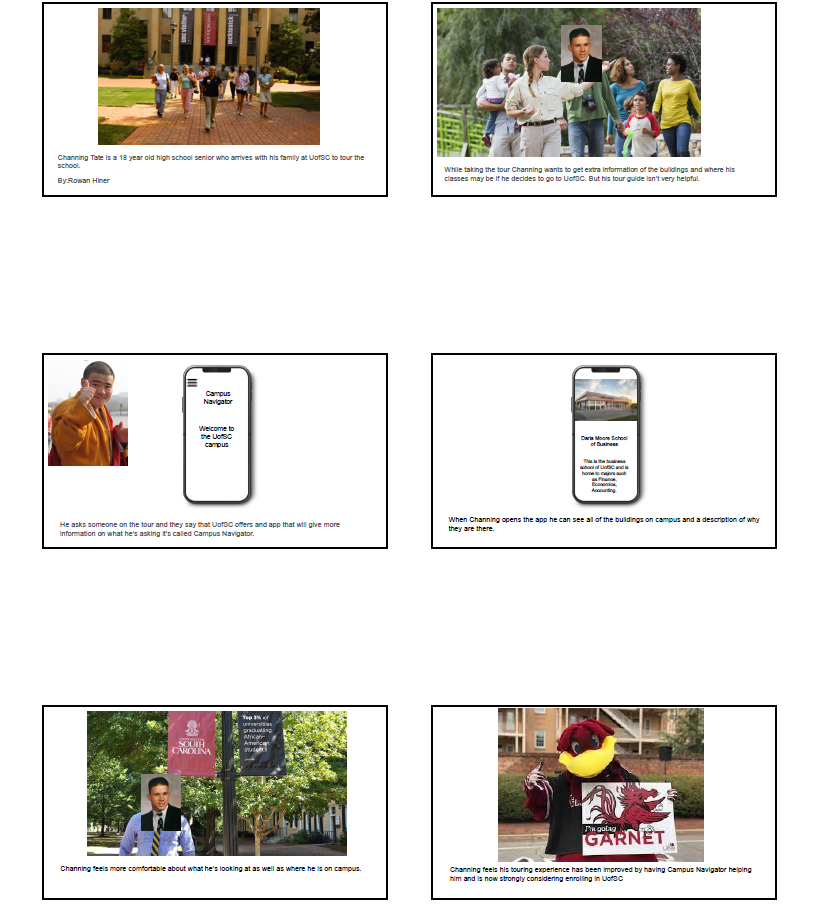 UofSC Visitor
McKissick
Channing Tate is a 18 year old high school senior who arrives with his family at UofSC to tour the
school.
By:Rowan Hiner
While taking the tour Channing wants to get extra information of the buildings and where his
classes may be if he decides to go to UofSC. But his tour guide isn't very helpful.
Campus
Navigator
Welcome to
the UofSC
campus
He asks someone on the tour and they say that UofSC offers and app that will give more
information on what he's asking it's called Campus Navigator.
Darla Moore School
of Business
This is the business
school of UofSC and is
home to majors such
as Finance,
Economics,
Accounting.
When Channing opens the app he can see all of the buildings on campus and a description of why
they are there.
UNIVERSITY OF
SOUTH
CAROLINA
Top 3% of
universities
graduating
African-
American
students
Channing feels more comfortable about what he's looking at as well as where he is on campus.
I'm going
GARNET
Channing feels his touring experience has been improved by having Campus Navigator helping
him and is now strongly considering enrolling in UofSC